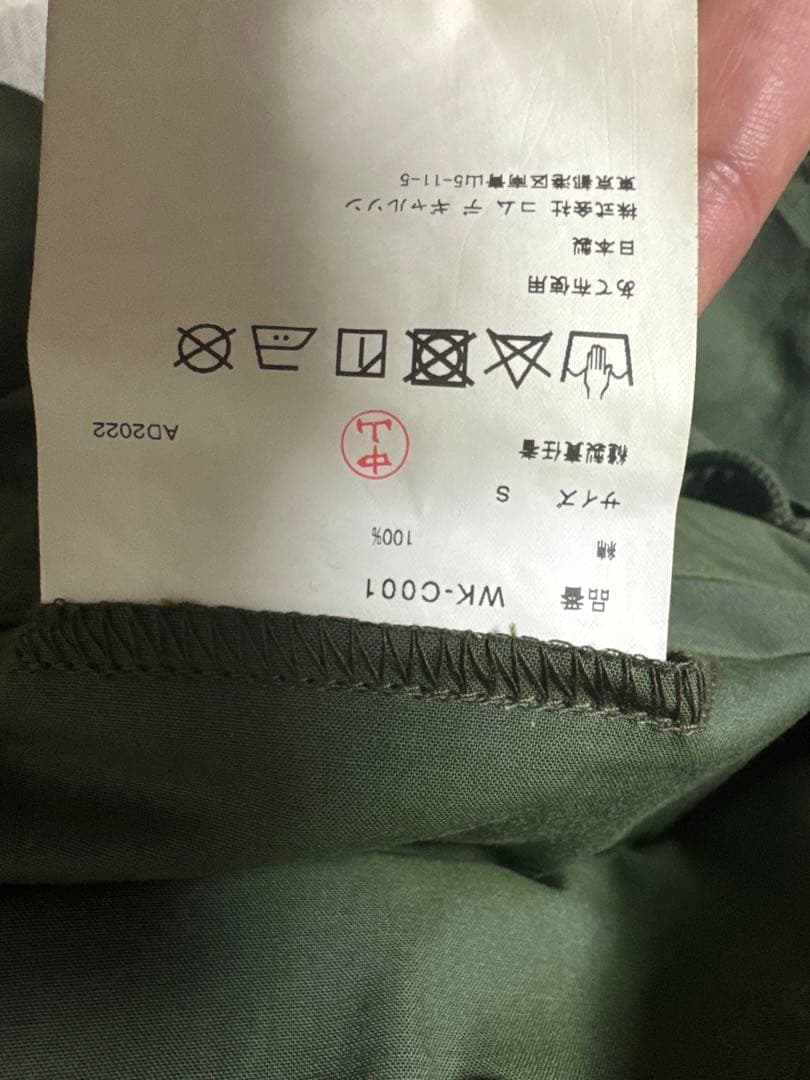 品番 WK-C001
綿 100%
サイズ S
縫製責任者 中山 AD2022
あて布使用
日本製
株式会社 コム デ ギャルソン
東京都港区南青山5-11-5